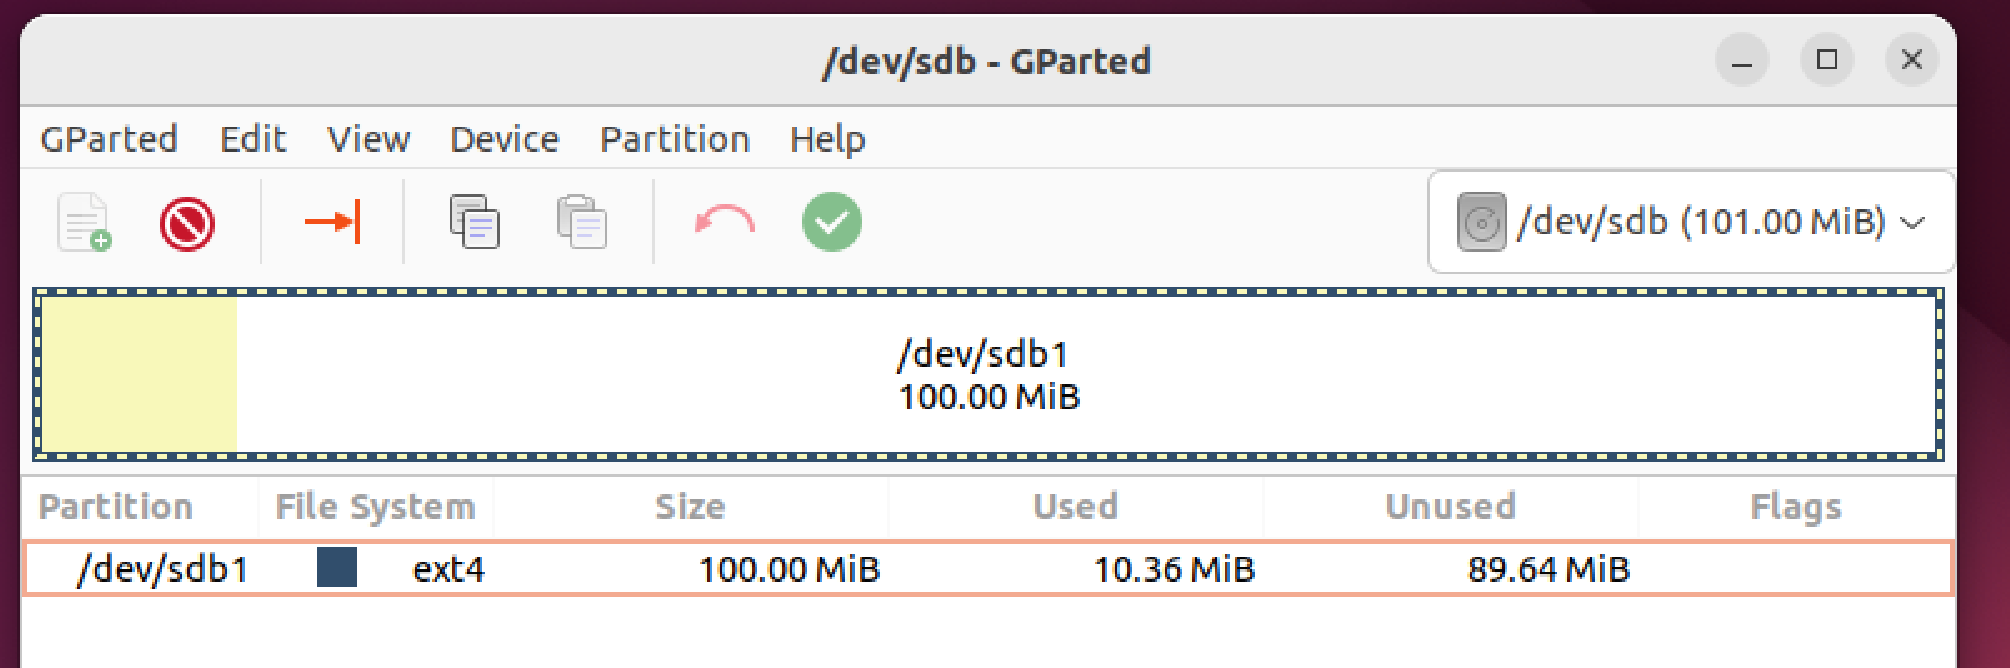 /dev/sdb - GParted
GParted Edit View Device Partition Help
/dev/sdb (101.00 MiB)
/dev/sdb1
100.00 MiB
Partition File System Size Used Unused Flags
/dev/sdb1 ext4 100.00 MiB 10.36 MiB 89.64 MiB